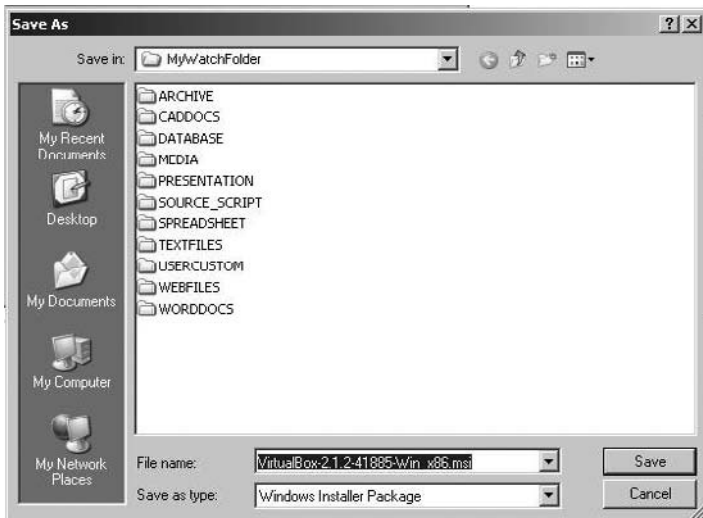 Save As
Save in: MyWatchFolder
ARCHIVE
CADDOCS
DATABASE
MEDIA
PRESENTATION
SOURCE_SCRIPT
SPREADSHEET
TEXTFILES
USERCUSTOM
WEBFILES
WORDDOCS
My Recent
Documents
Desktop
My Documents
My Computer
My Network
Places
File name: VirtualBox-2.1.2-41885-Win_x86.msi
Save
Save as type: Windows Installer Package
Cancel